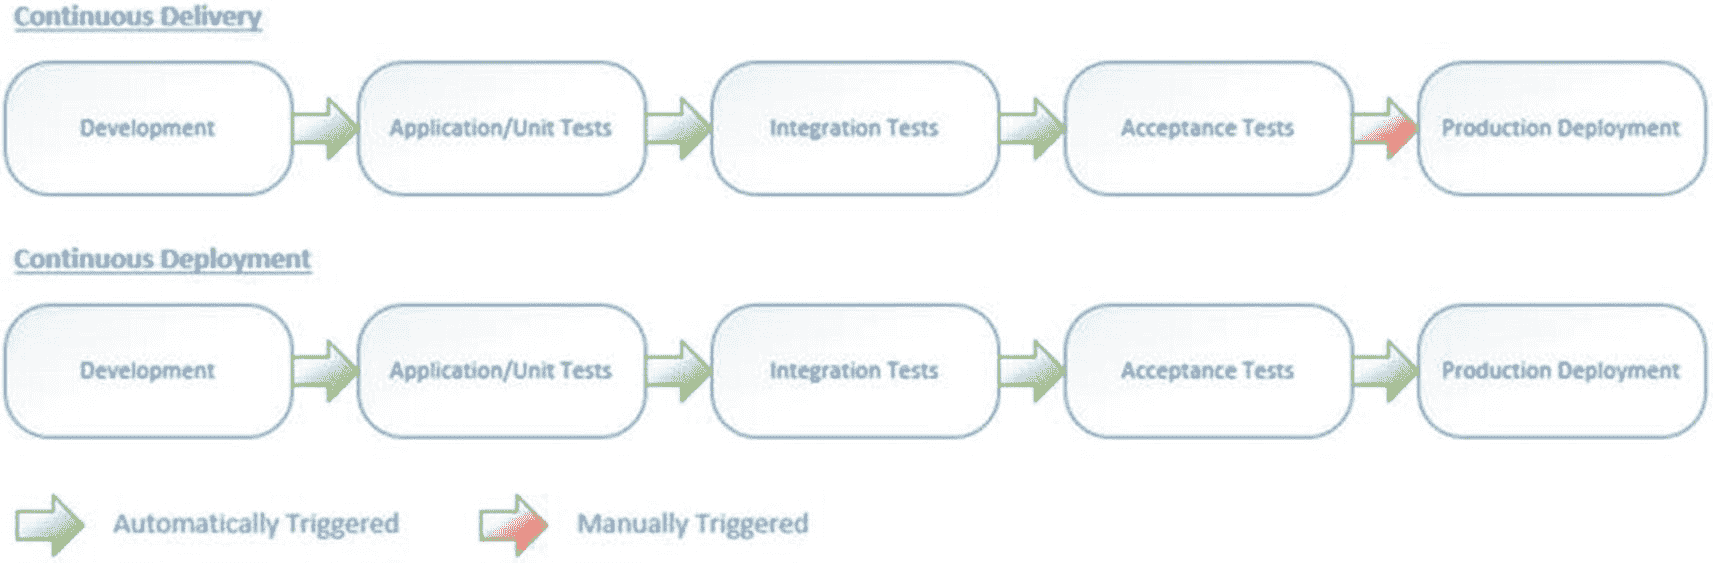 Continuous Delivery
Development
Application/Unit Tests
Integration Tests
Acceptance Tests
Production Deployment
Continuous Deployment
Development
Application/Unit Tests
Integration Tests
Acceptance Tests
Production Deployment
Automatically Triggered
Manually Triggered